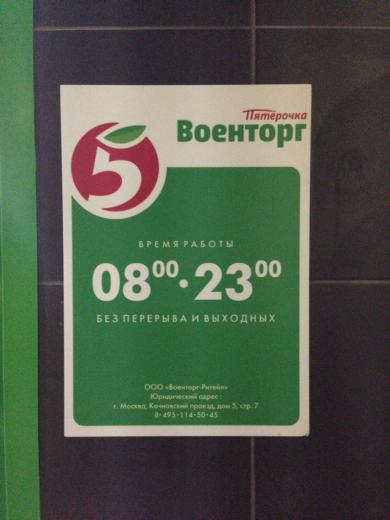 Пятёрочка
Военторг
5
ВРЕМЯ РАБОТЫ
08⁰⁰·23⁰⁰
БЕЗ ПЕРЕРЫВА И ВЫХОДНЫХ
ООО «Военторг-Ритейл»
Юридический адрес :
г. Москва, Кочновский проезд, дом 5, стр. 7
8•495•114•50•45